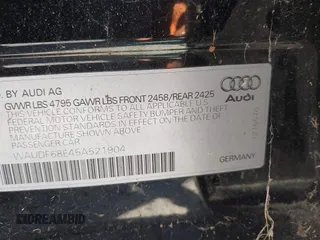 BY AUDI AG
GWWR LBS 4795 GAWR LBS FRONT 2458/REAR 2425
THIS VEHICLE CONFORMS TO ALL APPLICABLE U.S.
FEDERAL MOTOR VEHICLE SAFETY BUMPER AND THEFT
PREVENTION STANDARDS IN EFFECT ON THE DATE OF
MANUFACTURE SHOWN ABOVE
PASSENGER CAR
Audi
WAUDF68E45A521904
GERMANY
DREAMBID